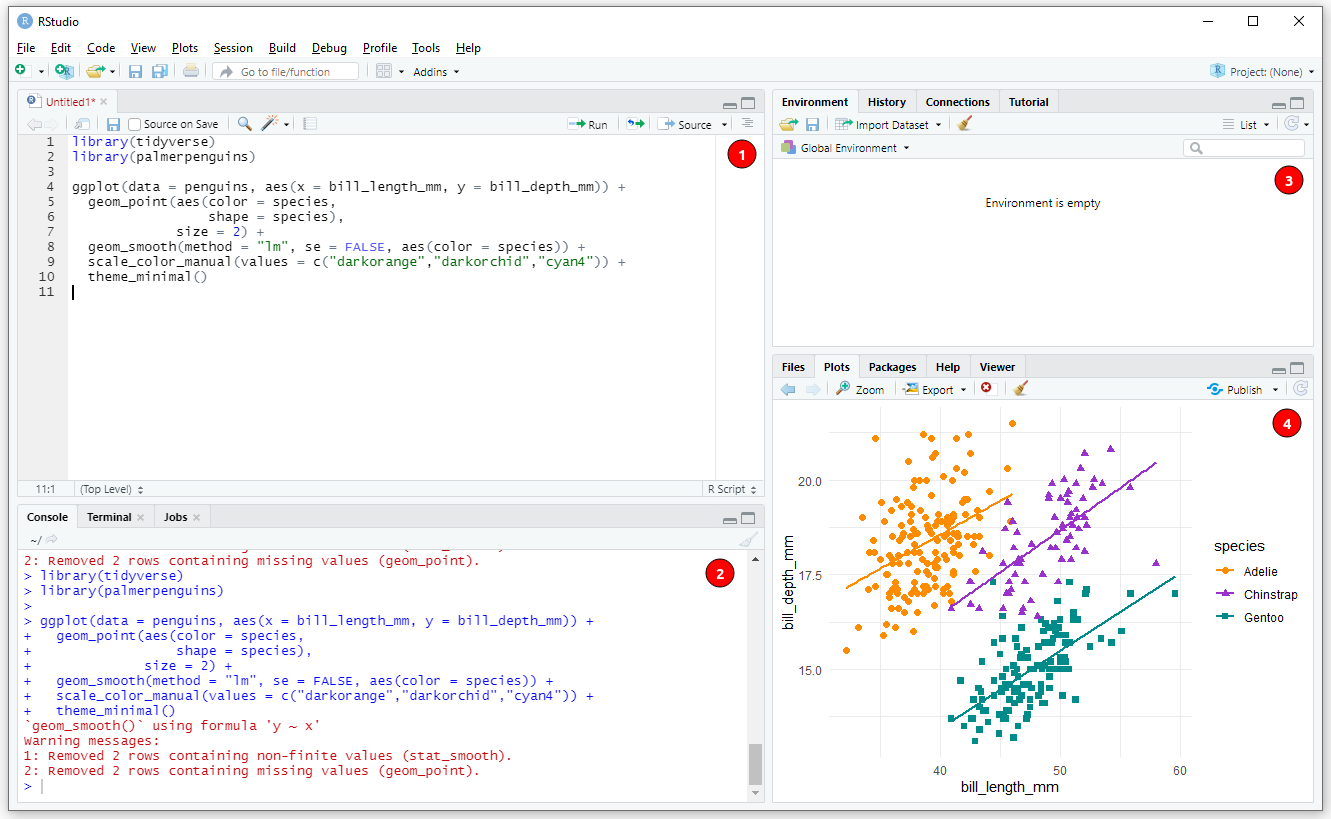 RStudio
File Edit Code View Plots Session Build Debug Profile Tools Help
Go to file/function Addins Project: (None)
Untitled1*
Source on Save Run Source
1 library(tidyverse)
2 library(palmerpenguins)
3
4 ggplot(data = penguins, aes(x = bill_length_mm, y = bill_depth_mm)) +
5 geom_point(aes(color = species,
6 shape = species),
7 size = 2) +
8 geom_smooth(method = "lm", se = FALSE, aes(color = species)) +
9 scale_color_manual(values = c("darkorange","darkorchid","cyan4")) +
10 theme_minimal()
11
1
11:1 (Top Level) R Script
Console Terminal Jobs
~/
2: Removed 2 rows containing missing values (geom_point).
> library(tidyverse)
> library(palmerpenguins)
>
> ggplot(data = penguins, aes(x = bill_length_mm, y = bill_depth_mm)) +
+ geom_point(aes(color = species,
+ shape = species),
+ size = 2) +
+ geom_smooth(method = "lm", se = FALSE, aes(color = species)) +
+ scale_color_manual(values = c("darkorange","darkorchid","cyan4")) +
+ theme_minimal()
`geom_smooth()` using formula 'y ~ x'
Warning messages:
1: Removed 2 rows containing non-finite values (stat_smooth).
2: Removed 2 rows containing missing values (geom_point).
>
2
Environment History Connections Tutorial
Import Dataset List
Global Environment
3
Environment is empty
Files Plots Packages Help Viewer
Zoom Export Publish
4
bill_depth_mm
20.0
17.5
15.0
40 50 60
bill_length_mm
species
Adelie
Chinstrap
Gentoo